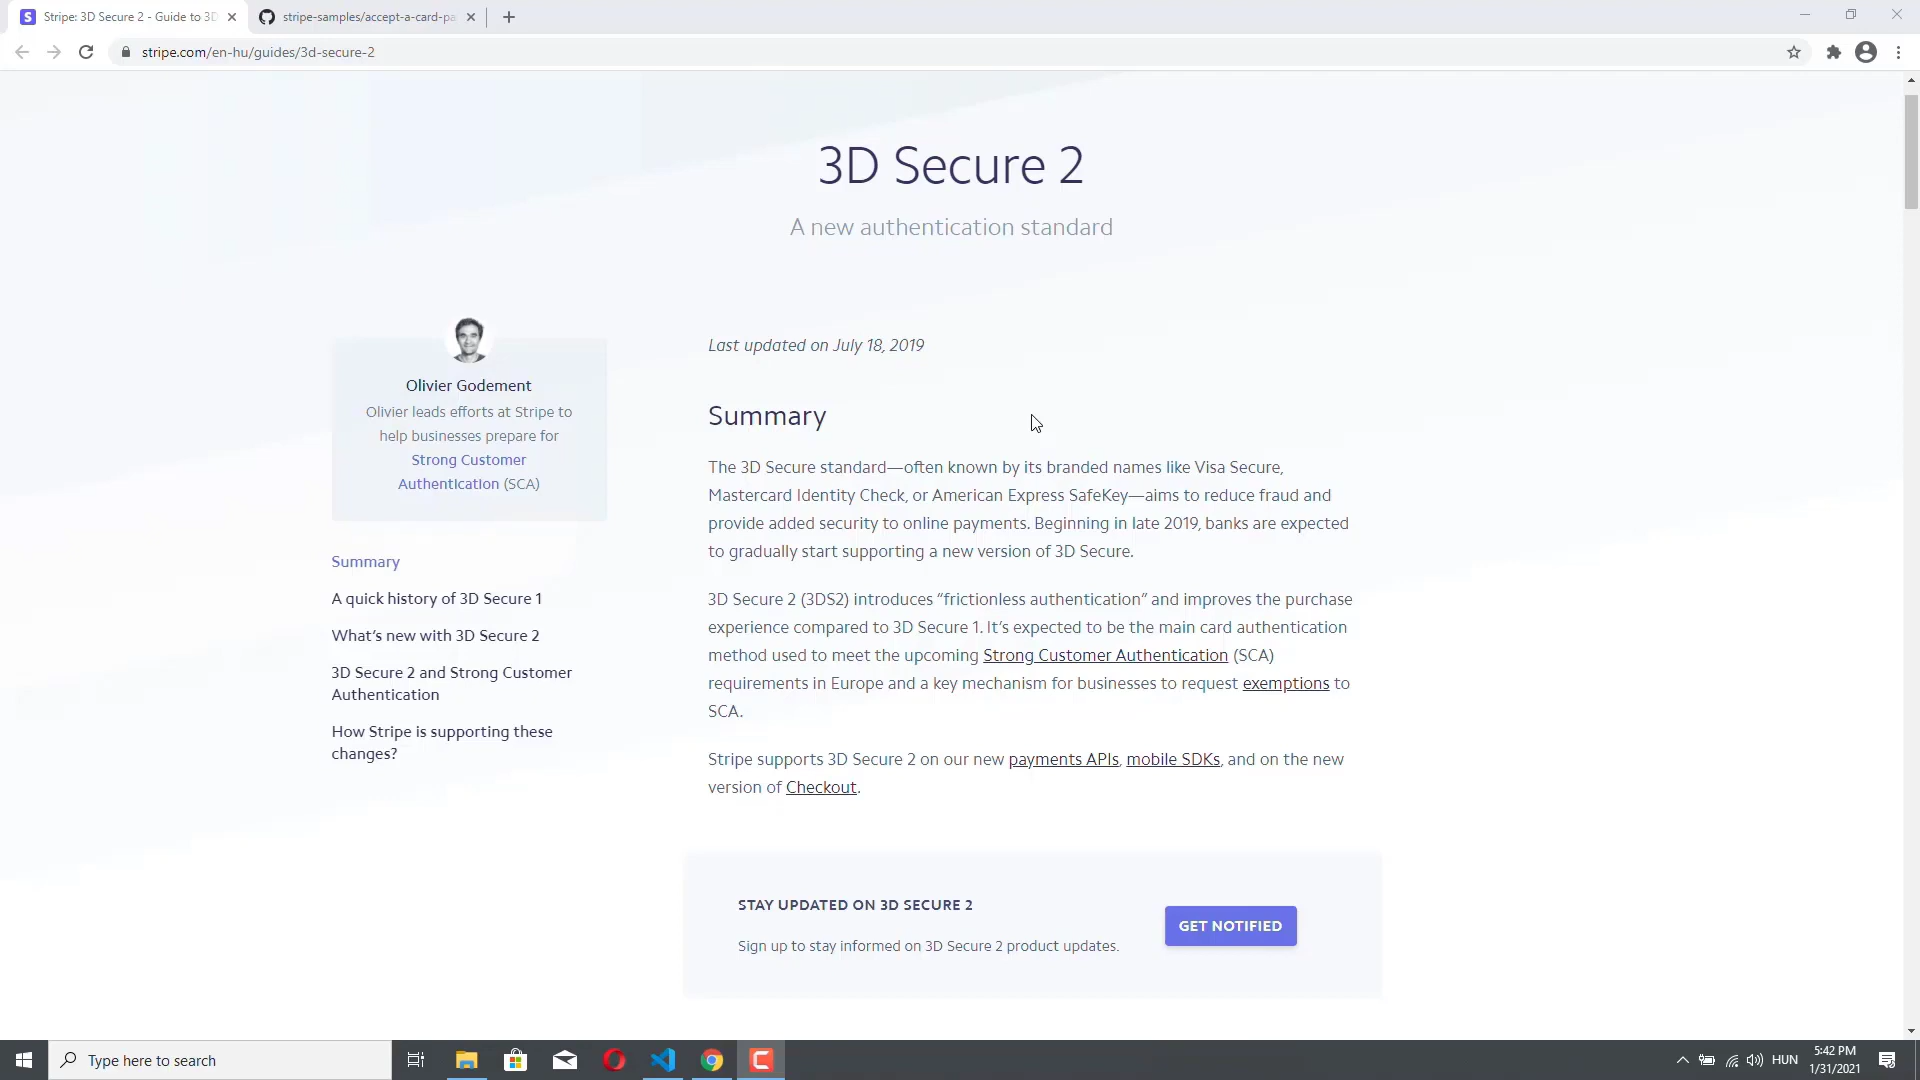 Stripe: 3D Secure 2 - Guide to 3D
stripe-samples/accept-a-card-pa
stripe.com/en-hu/guides/3d-secure-2
3D Secure 2
A new authentication standard
Olivier Godement
Olivier leads efforts at Stripe to
help businesses prepare for
Strong Customer
Authentication (SCA)
Summary
A quick history of 3D Secure 1
What’s new with 3D Secure 2
3D Secure 2 and Strong Customer
Authentication
How Stripe is supporting these
changes?
Last updated on July 18, 2019
Summary
The 3D Secure standard—often known by its branded names like Visa Secure,
Mastercard Identity Check, or American Express SafeKey—aims to reduce fraud and
provide added security to online payments. Beginning in late 2019, banks are expected
to gradually start supporting a new version of 3D Secure.
3D Secure 2 (3DS2) introduces “frictionless authentication” and improves the purchase
experience compared to 3D Secure 1. It’s expected to be the main card authentication
method used to meet the upcoming Strong Customer Authentication (SCA)
requirements in Europe and a key mechanism for businesses to request exemptions to
SCA.
Stripe supports 3D Secure 2 on our new payments APIs, mobile SDKs, and on the new
version of Checkout.
STAY UPDATED ON 3D SECURE 2
Sign up to stay informed on 3D Secure 2 product updates.
GET NOTIFIED
Type here to search
HUN
5:42 PM
1/31/2021